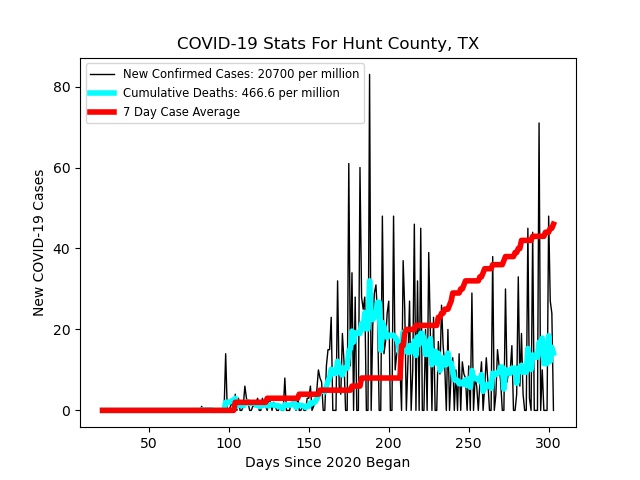 COVID-19 Stats For Hunt County, TX
New Confirmed Cases: 20700 per million
Cumulative Deaths: 466.6 per million
7 Day Case Average
New COVID-19 Cases
80
60
40
20
0
50 100 150 200 250 300
Days Since 2020 Began